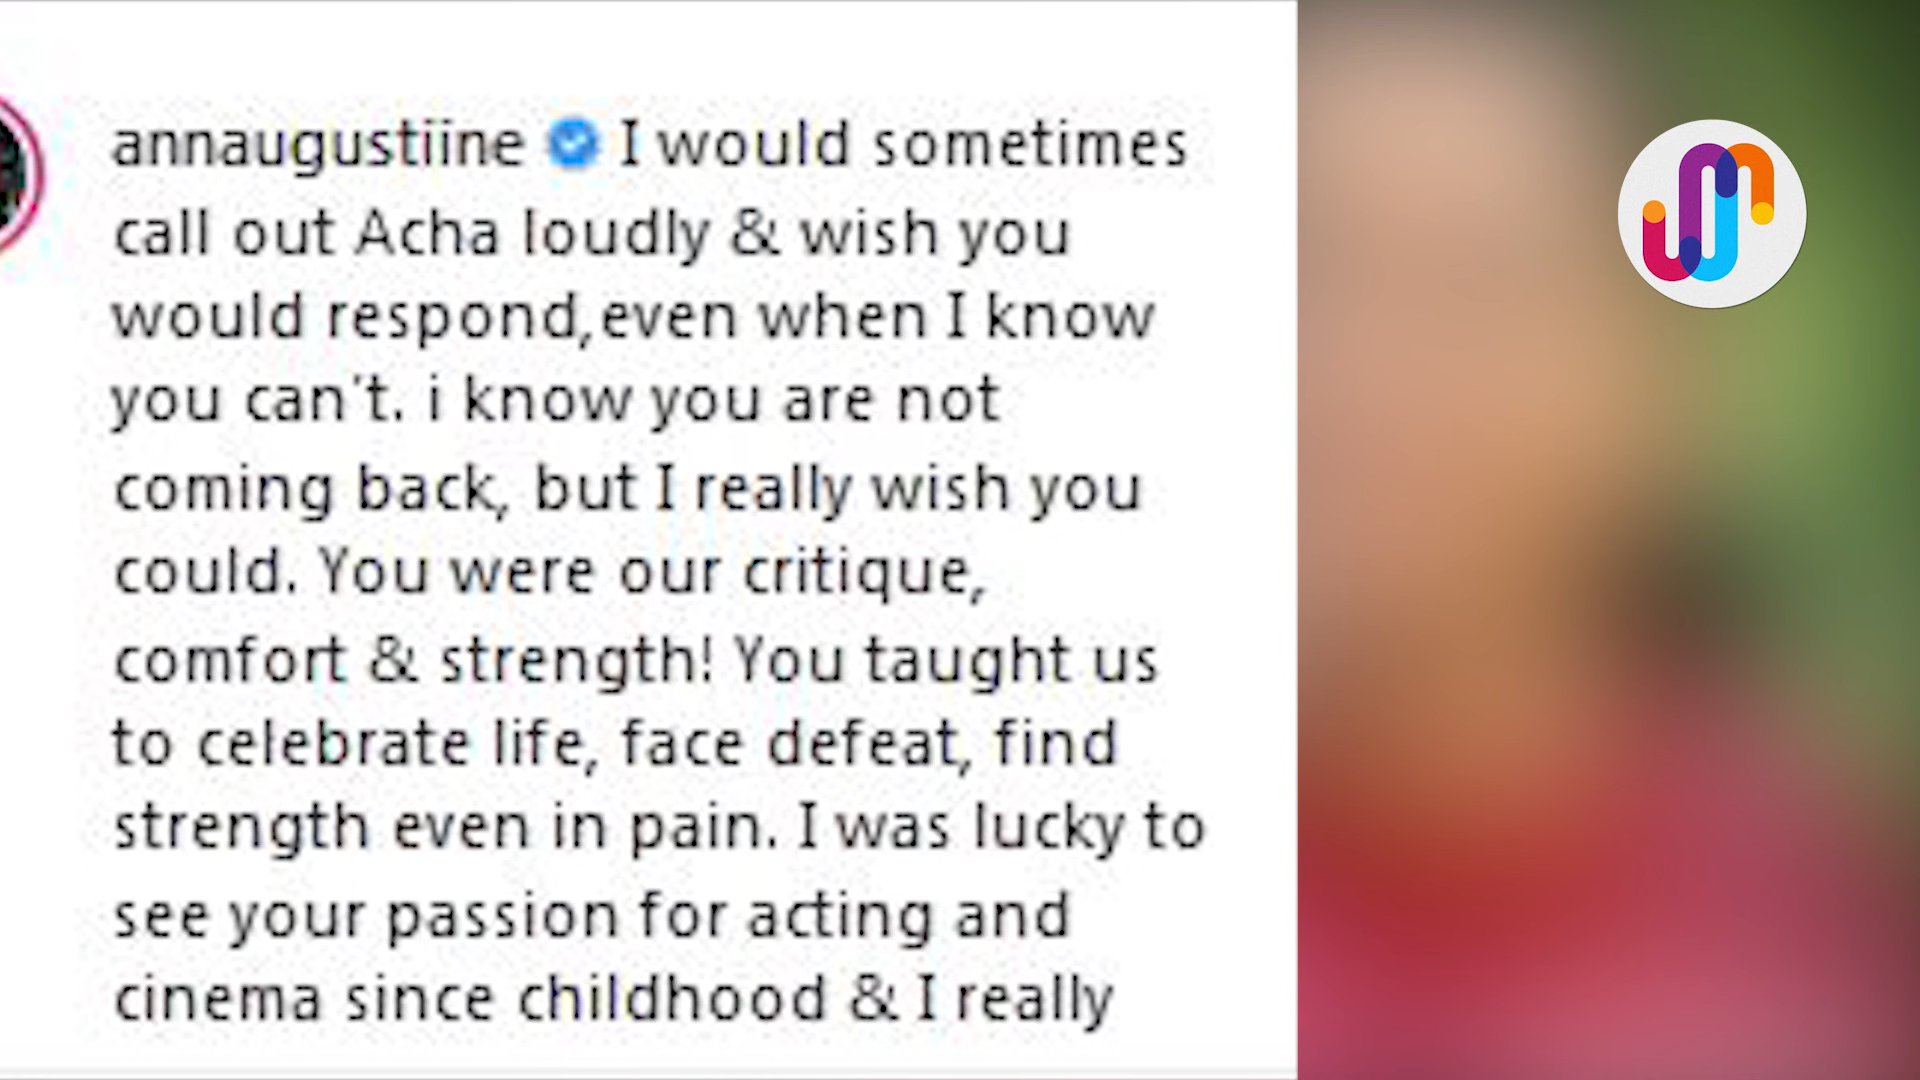 annaugustiine I would sometimes
call out Acha loudly & wish you
would respond,even when I know
you can't. i know you are not
coming back, but I really wish you
could. You were our critique,
comfort & strength! You taught us
to celebrate life, face defeat, find
strength even in pain. I was lucky to
see your passion for acting and
cinema since childhood & I really